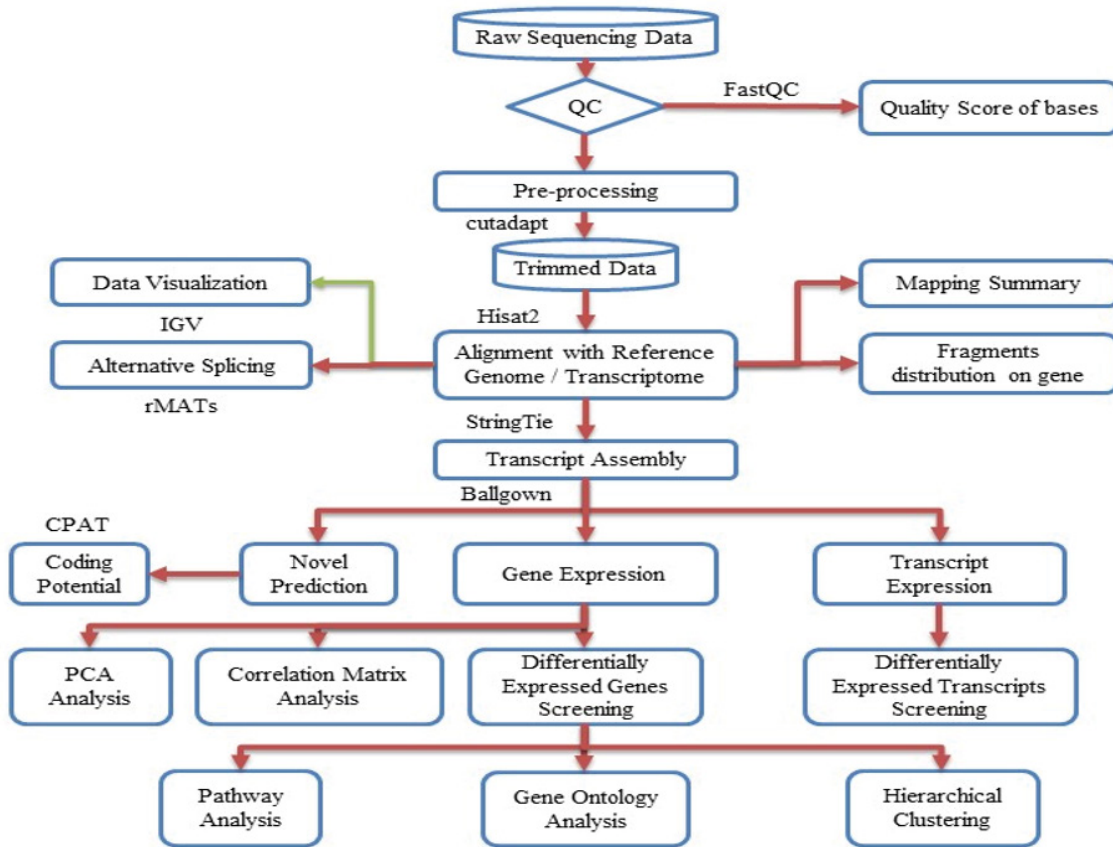 Raw Sequencing Data
QC
FastQC
Quality Score of bases
Pre-processing
cutadapt
Trimmed Data
Data Visualization
IGV
Hisat2
Mapping Summary
Alternative Splicing
rMATs
Alignment with Reference
Genome / Transcriptome
Fragments
distribution on gene
StringTie
Transcript Assembly
Ballgown
CPAT
Coding
Potential
Novel
Prediction
Gene Expression
Transcript
Expression
PCA
Analysis
Correlation Matrix
Analysis
Differentially
Expressed Genes
Screening
Differentially
Expressed Transcripts
Screening
Pathway
Analysis
Gene Ontology
Analysis
Hierarchical
Clustering